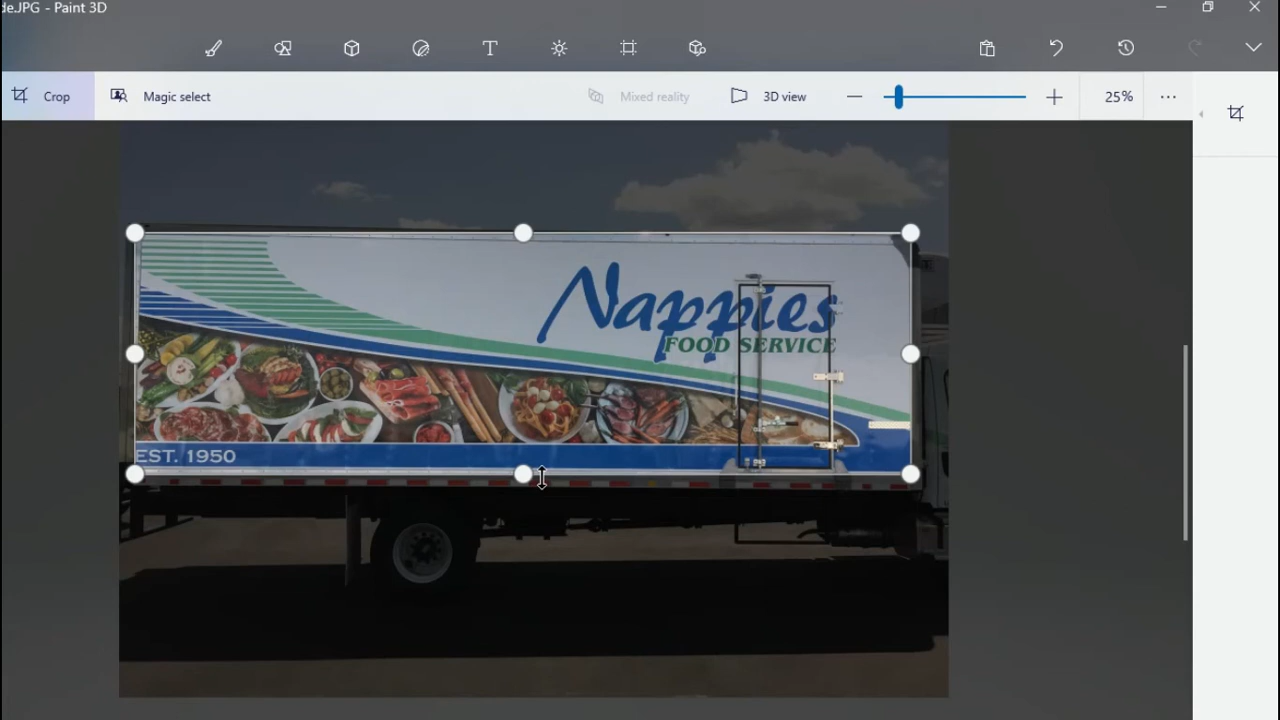 de.JPG - Paint 3D
Crop
Magic select
Mixed reality
3D view
25%
Nappies
FOOD SERVICE
EST. 1950